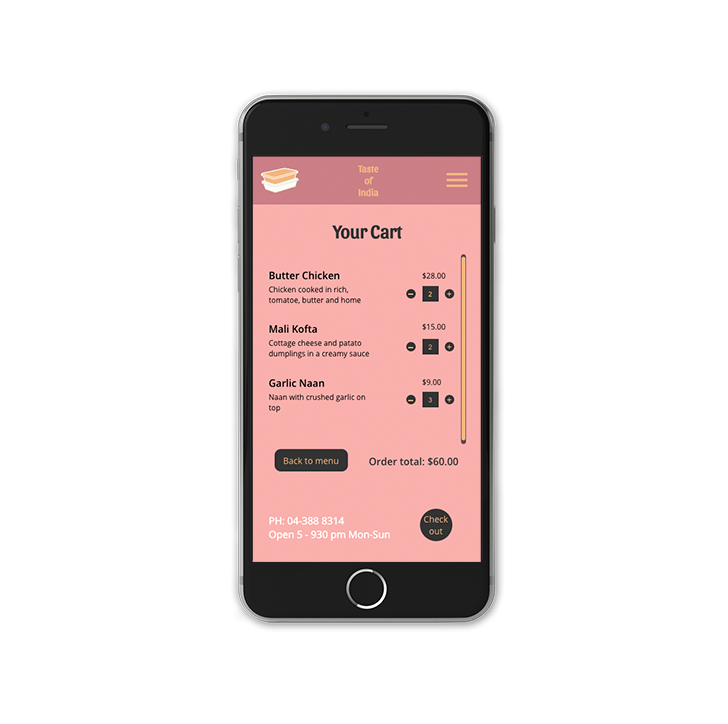 Taste
of
India
Your Cart
Butter Chicken
$28.00
Chicken cooked in rich,
tomatoe, butter and home
2
Mali Kofta
$15.00
Cottage cheese and patato
dumplings in a creamy sauce
2
Garlic Naan
$9.00
Naan with crushed garlic on
top
3
Back to menu
Order total: $60.00
PH: 04-388 8314
Open 5 - 930 pm Mon-Sun
Check
out